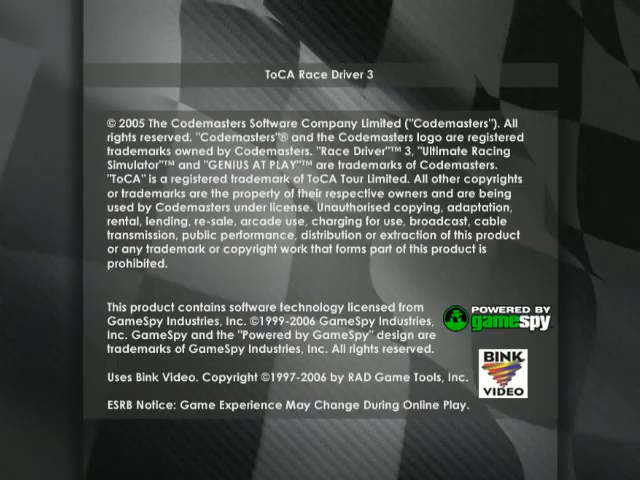 ToCA Race Driver 3
© 2005 The Codemasters Software Company Limited ("Codemasters"). All
rights reserved. "Codemasters"® and the Codemasters logo are registered
trademarks owned by Codemasters. "Race Driver"™ 3, "Ultimate Racing
Simulator"™ and "GENIUS AT PLAY"™ are trademarks of Codemasters.
"ToCA" is a registered trademark of ToCA Tour Limited. All other copyrights
or trademarks are the property of their respective owners and are being
used by Codemasters under license. Unauthorised copying, adaptation,
rental, lending, re-sale, arcade use, charging for use, broadcast, cable
transmission, public performance, distribution or extraction of this product
or any trademark or copyright work that forms part of this product is
prohibited.
This product contains software technology licensed from
GameSpy Industries, Inc. ©1999-2006 GameSpy Industries,
Inc. GameSpy and the "Powered by GameSpy" design are
trademarks of GameSpy Industries, Inc. All rights reserved.
POWERED BY
gamespy
Uses Bink Video. Copyright ©1997-2006 by RAD Game Tools, Inc.
BINK
VIDEO
ESRB Notice: Game Experience May Change During Online Play.